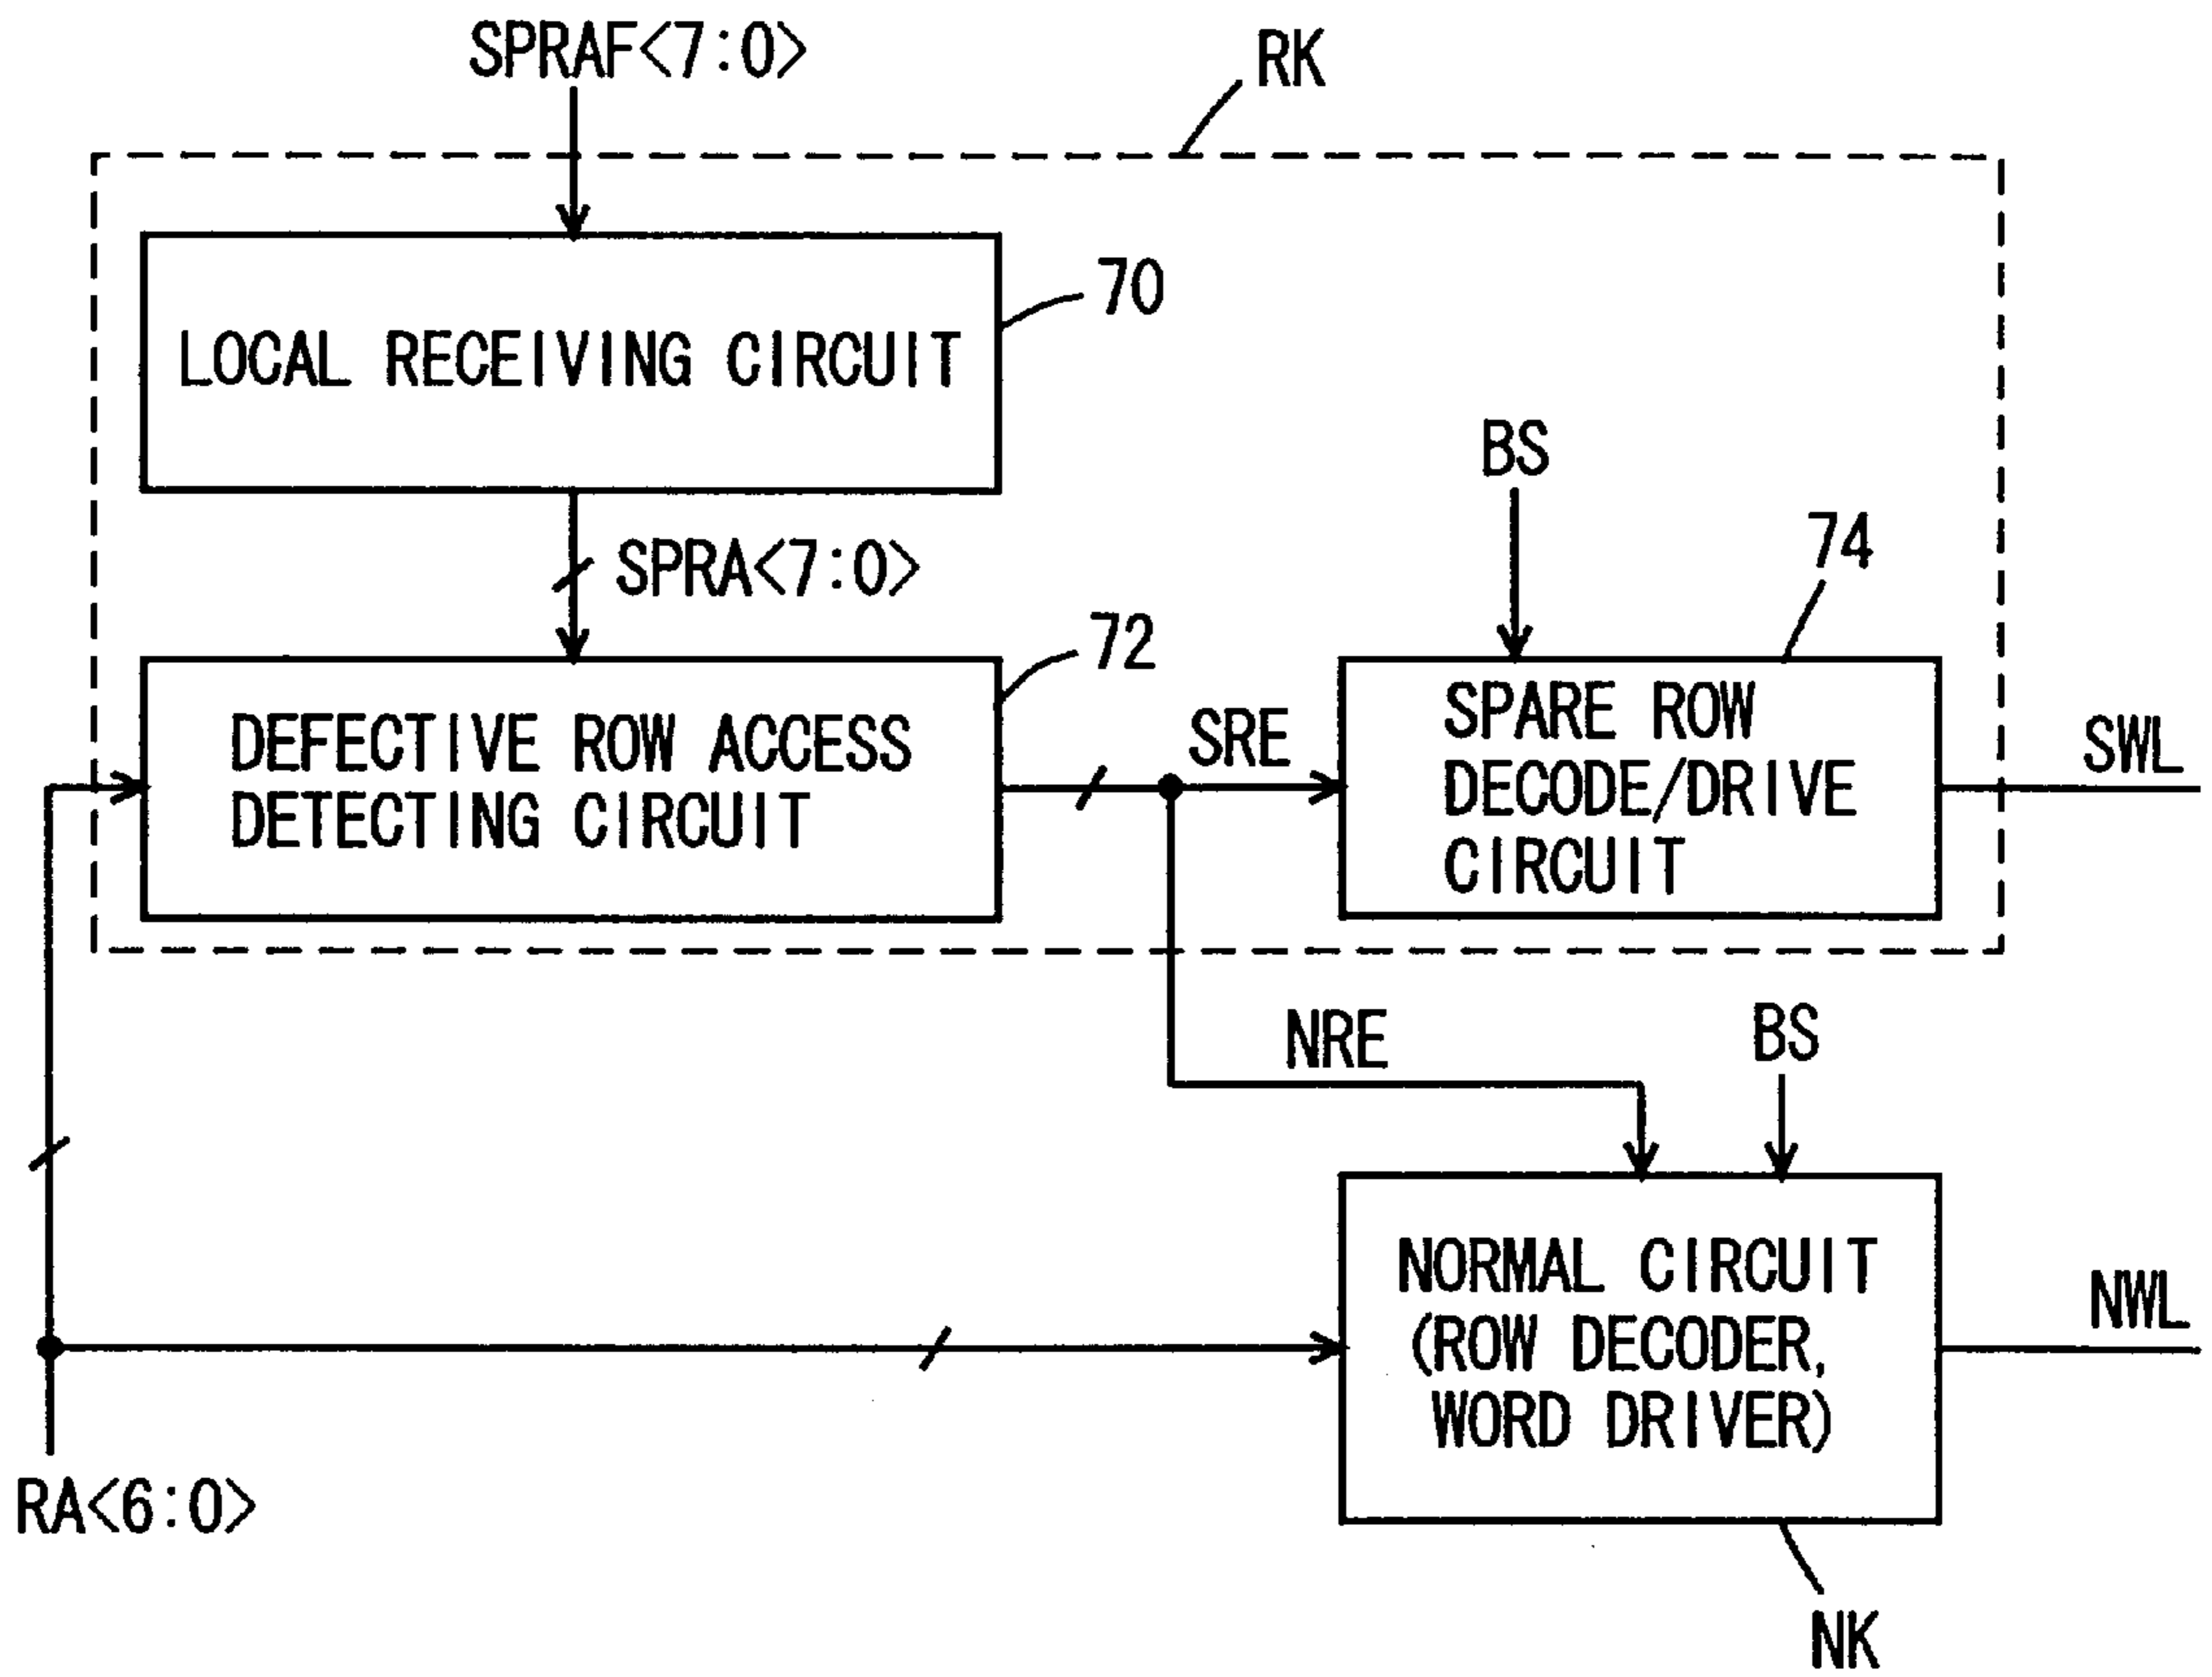 SPRAF<7:0>
RK
LOCAL RECEIVING CIRCUIT
70
BS
SPRA<7:0>
74
72
DEFECTIVE ROW ACCESS
DETECTING CIRCUIT
SRE
SPARE ROW
DECODE/DRIVE
CIRCUIT
SWL
NRE
BS
NORMAL CIRCUIT
(ROW DECODER,
WORD DRIVER)
NWL
RA<6:0>
NK